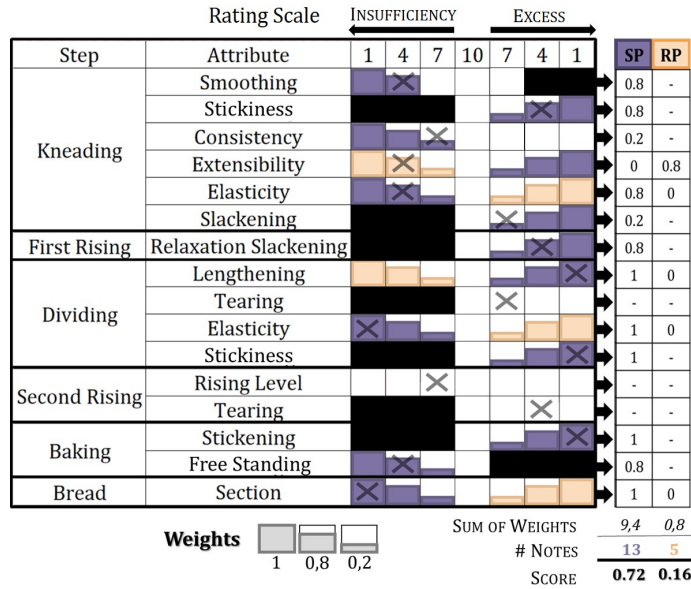 Rating Scale INSUFFICIENCY EXCESS
Step Attribute 1 4 7 10 7 4 1 SP RP
Kneading
Smoothing 0.8 -
Stickiness 0.8 -
Consistency 0.2 -
Extensibility 0 0.8
Elasticity 0.8 0
Slackening 0.2 -
First Rising Relaxation Slackening 0.8 -
Dividing
Lengthening 1 0
Tearing - -
Elasticity 1 0
Stickiness 1 -
Second Rising
Rising Level - -
Tearing - -
Baking
Stickening 1 -
Free Standing 0.8 -
Bread Section 1 0
SUM OF WEIGHTS 9,4 0,8
Weights
1 0,8 0,2
# NOTES 13 5
SCORE 0.72 0.16